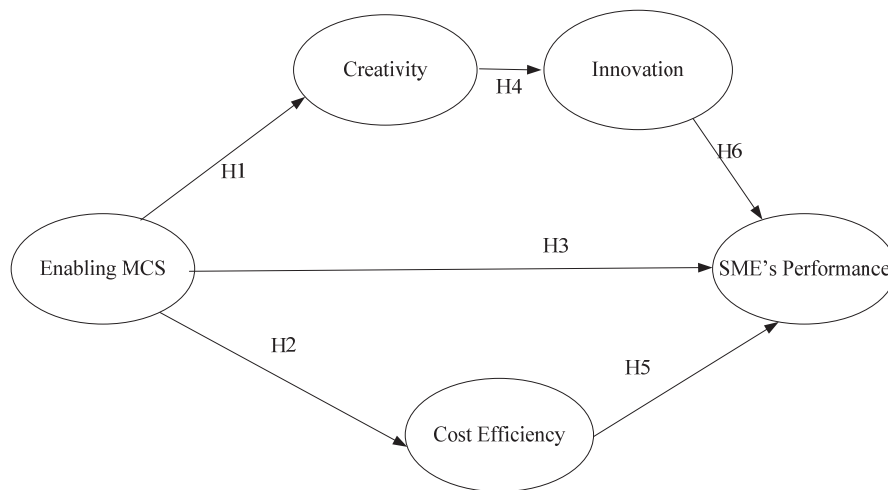 Creativity
Innovation
H4
H1
H6
Enabling MCS
H3
SME's Performance
H2
H5
Cost Efficiency